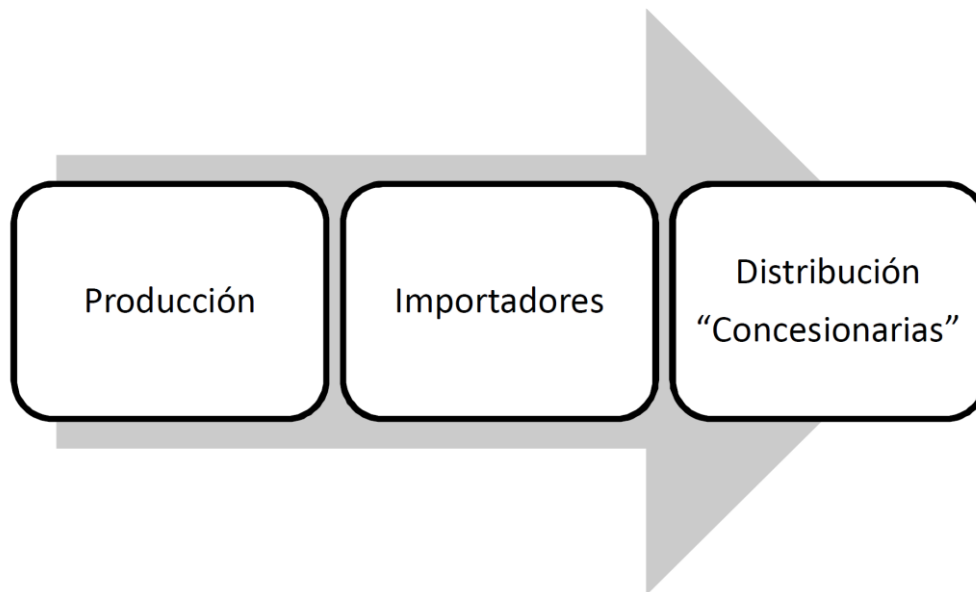 Producción
Importadores
Distribución
“Concesionarias”